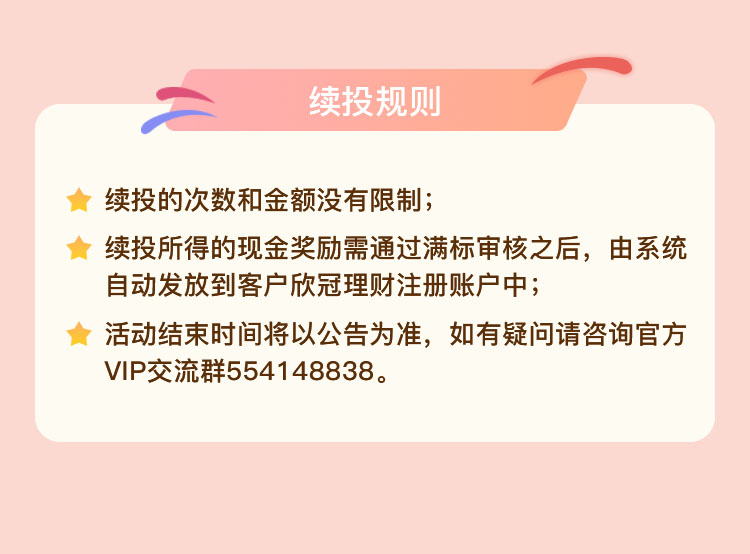 续投规则
续投的次数和金额没有限制；
续投所得的现金奖励需通过满标审核之后，由系统
自动发放到客户欣冠理财注册账户中；
活动结束时间将以公告为准，如有疑问请咨询官方
VIP交流群554148838。